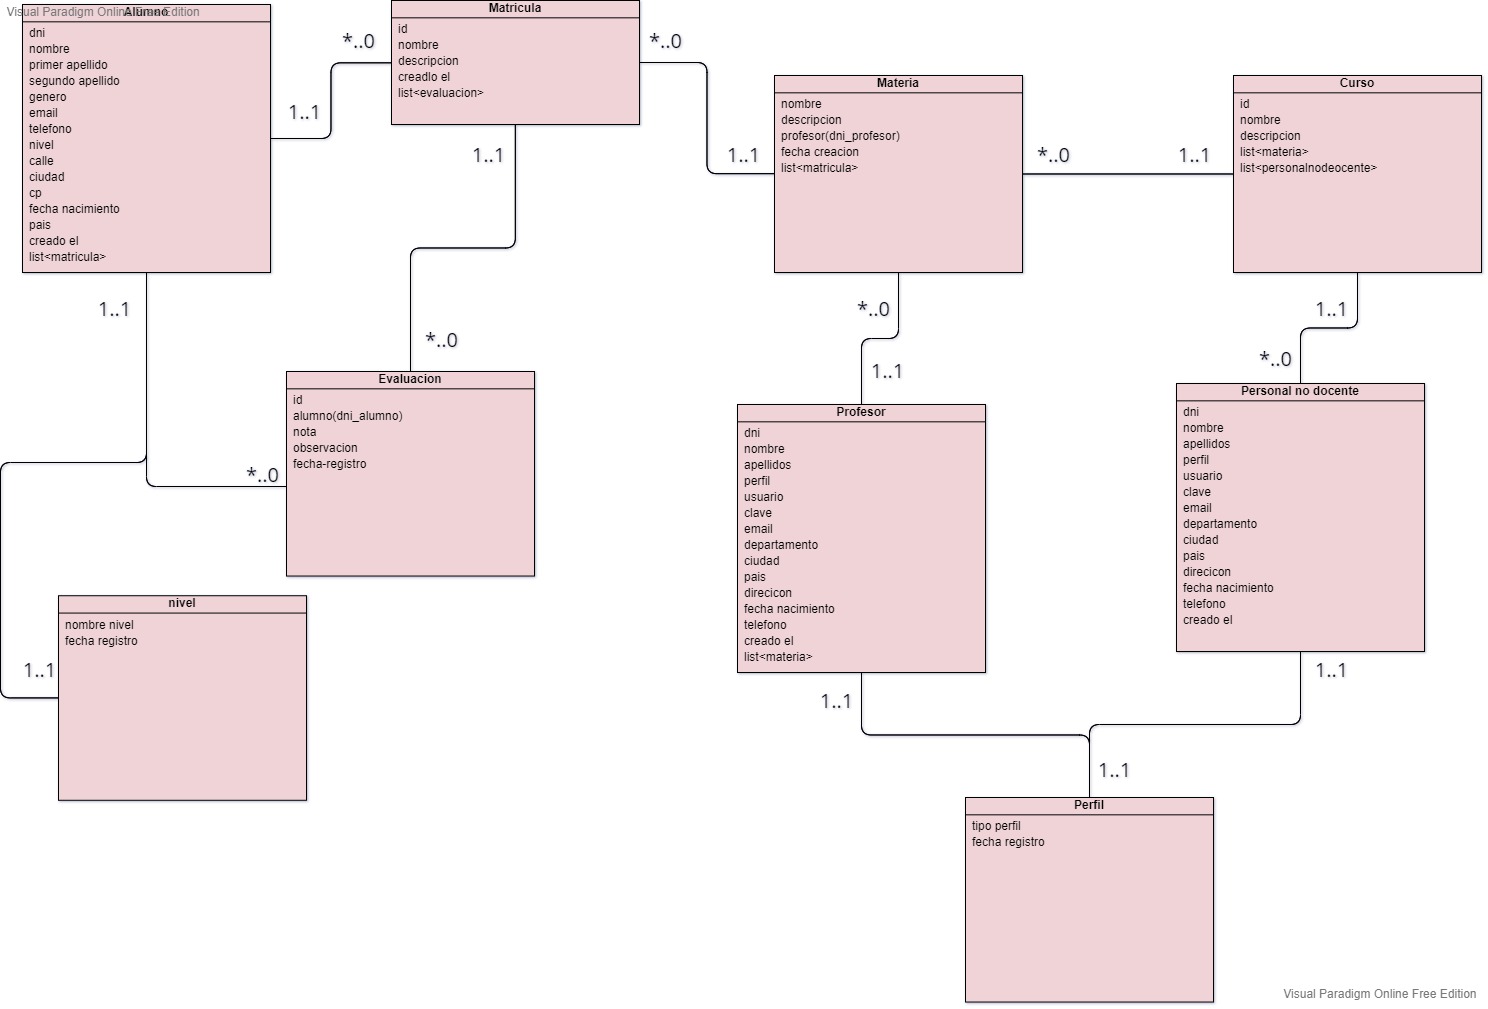 Visual Paradigm Online Free Edition
Alumno
dni
nombre
primer apellido
segundo apellido
genero
email
telefono
nivel
calle
ciudad
cp
fecha nacimiento
pais
creado el
list<matricula>
1..1
*..0
Matricula
id
nombre
descripcion
creadlo el
list<evaluacion>
*..0
1..1
1..1
Materia
nombre
descripcion
profesor(dni_profesor)
fecha creacion
list<matricula>
*..0
1..1
Curso
id
nombre
descripcion
list<materia>
list<personalnodeocente>
1..1
*..0
*..0
1..1
1..1
*..0
*..0
Evaluacion
id
alumno(dni_alumno)
nota
observacion
fecha-registro
Profesor
dni
nombre
apellidos
perfil
usuario
clave
email
departamento
ciudad
pais
direcicon
fecha nacimiento
telefono
creado el
list<materia>
Personal no docente
dni
nombre
apellidos
perfil
usuario
clave
email
departamento
ciudad
pais
direcicon
fecha nacimiento
telefono
creado el
nivel
nombre nivel
fecha registro
1..1
1..1
1..1
1..1
Perfil
tipo perfil
fecha registro
Visual Paradigm Online Free Edition